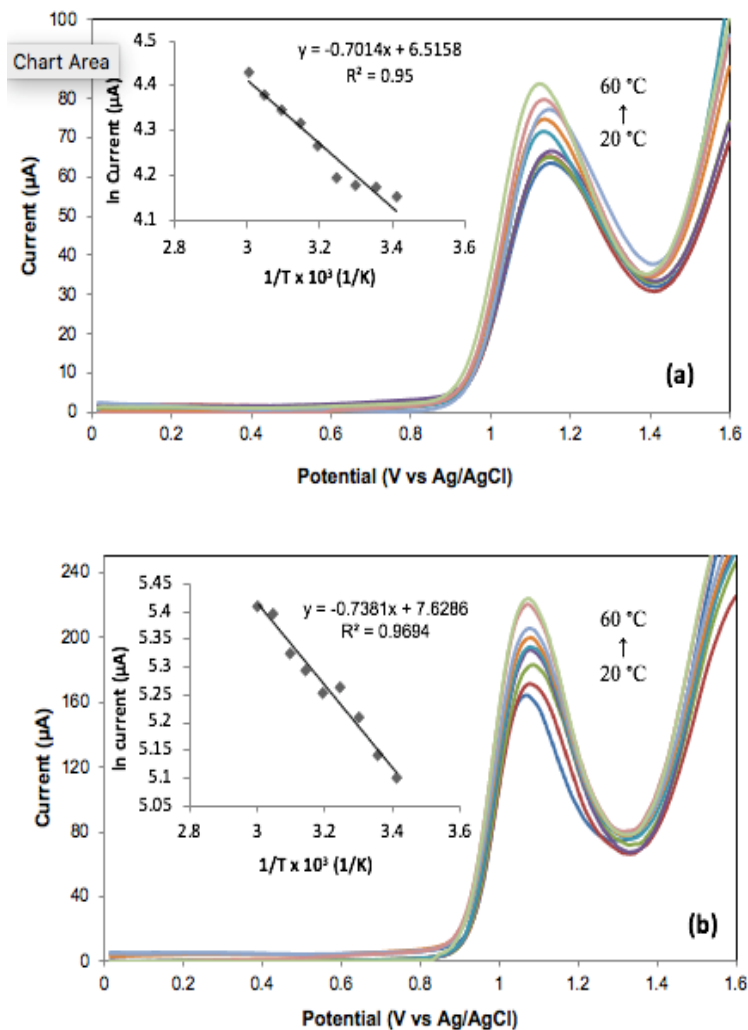 100
80
60
40
20
0
Current (µA)
0 0.2 0.4 0.6 0.8 1 1.2 1.4 1.6
Potential (V vs Ag/AgCl)
Chart Area
4.5
4.4
4.3
4.2
4.1
ln Current (µA)
2.8 3 3.2 3.4 3.6
1/T x 10³ (1/K)
y = -0.7014x + 6.5158
R² = 0.95
60 °C
↑
20 °C
(a)
240
200
160
120
80
40
0
Current (µA)
0 0.2 0.4 0.6 0.8 1 1.2 1.4 1.6
Potential (V vs Ag/AgCl)
5.45
5.4
5.35
5.3
5.25
5.2
5.15
5.1
5.05
ln current (µA)
2.8 3 3.2 3.4 3.6
1/T x 10³ (1/K)
y = -0.7381x + 7.6286
R² = 0.9694
60 °C
↑
20 °C
(b)